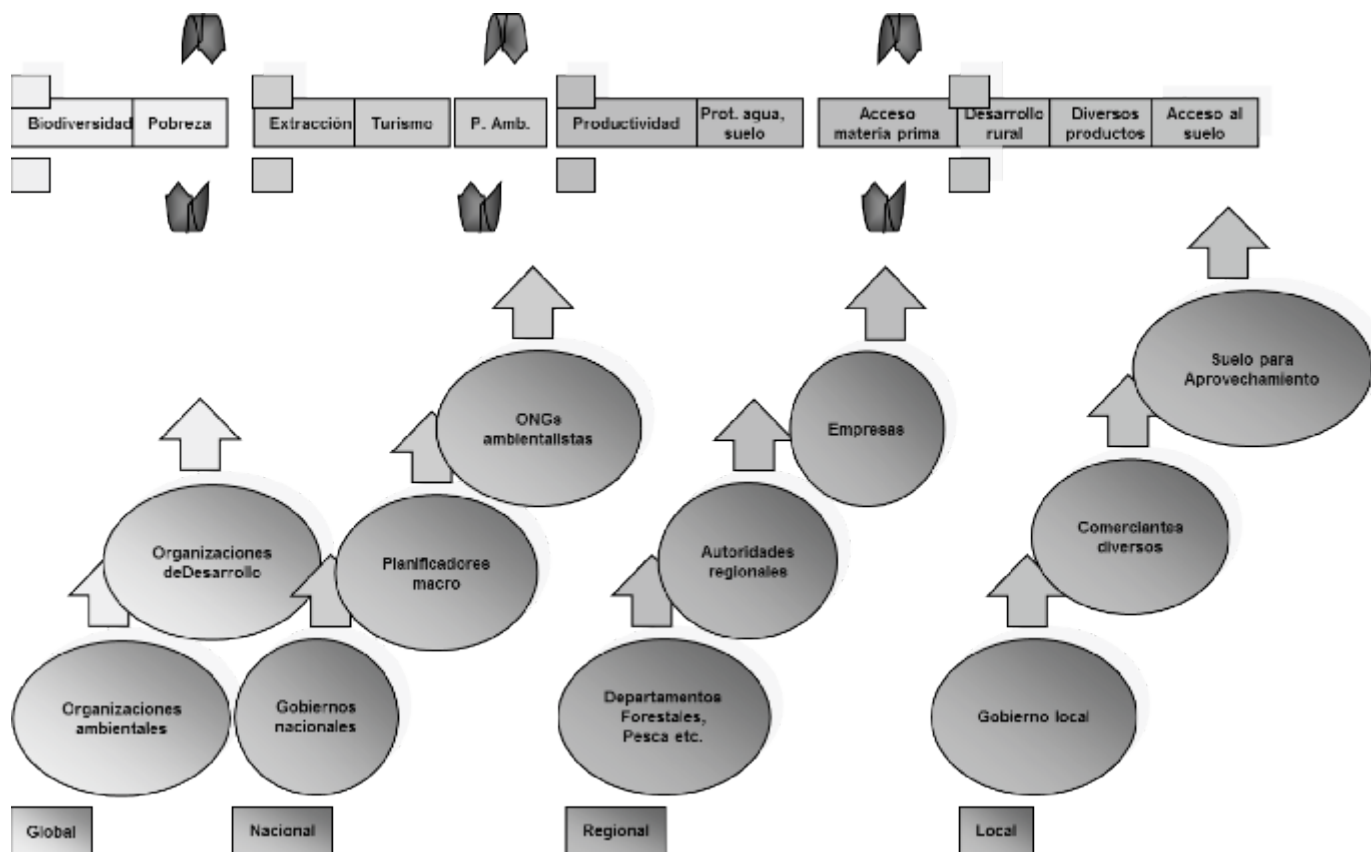 Biodiversidad
Pobreza
Extracción
Turismo
P. Amb.
Productividad
Prot. agua,
suelo
Acceso
materia prima
Desarrollo
rural
Diversos
productos
Acceso al
suelo
Suelo para
Aprovechamiento
ONGs
ambientalistas
Empresas
Organizaciones
deDesarrollo
Planificadores
macro
Autoridades
regionales
Comerciantes
diversos
Organizaciones
ambientales
Gobiernos
nacionales
Departamentos
Forestales,
Pesca etc.
Gobierno local
Global
Nacional
Regional
Local